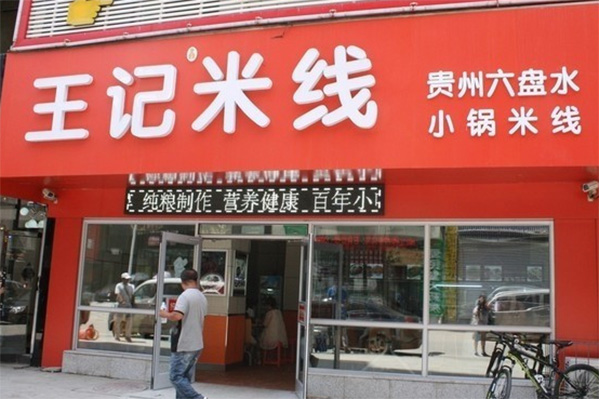 王记米线
贵州六盘水
小锅米线
纯粮制作 营养健康 百年小